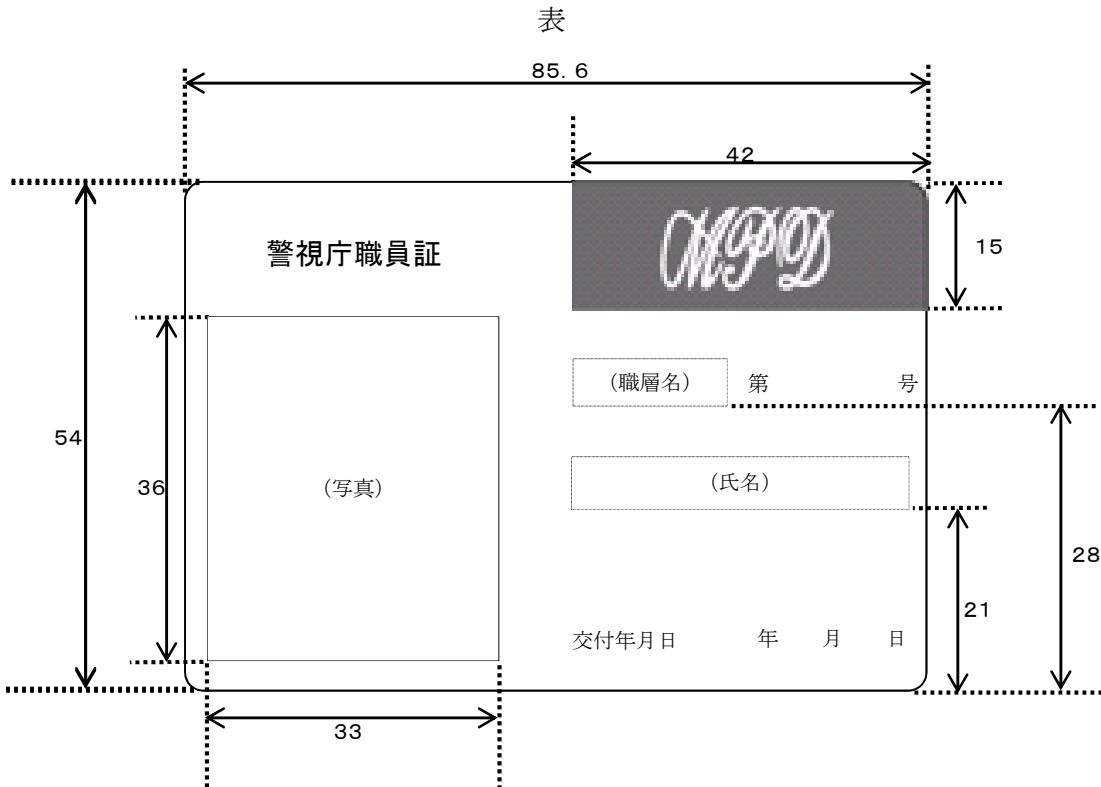 表
85.6
42
警視庁職員証
MPD
15
(職層名) 第 号
54
36
(写真)
(氏名)
28
21
交付年月日 年 月 日
33